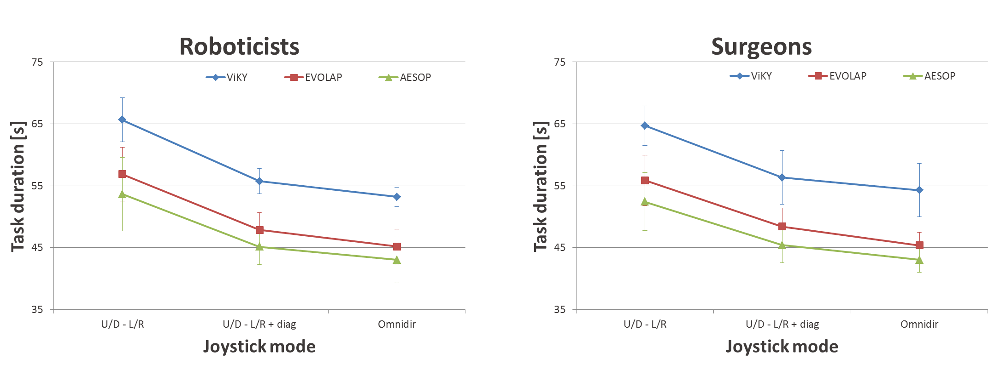 Roboticists
75
ViKY EVOLAP AESOP
65
55
45
35
Task duration [s]
U/D - L/R U/D - L/R + diag Omnidir
Joystick mode
Surgeons
75
ViKY EVOLAP AESOP
65
55
45
35
Task duration [s]
U/D - L/R U/D - L/R + diag Omnidir
Joystick mode